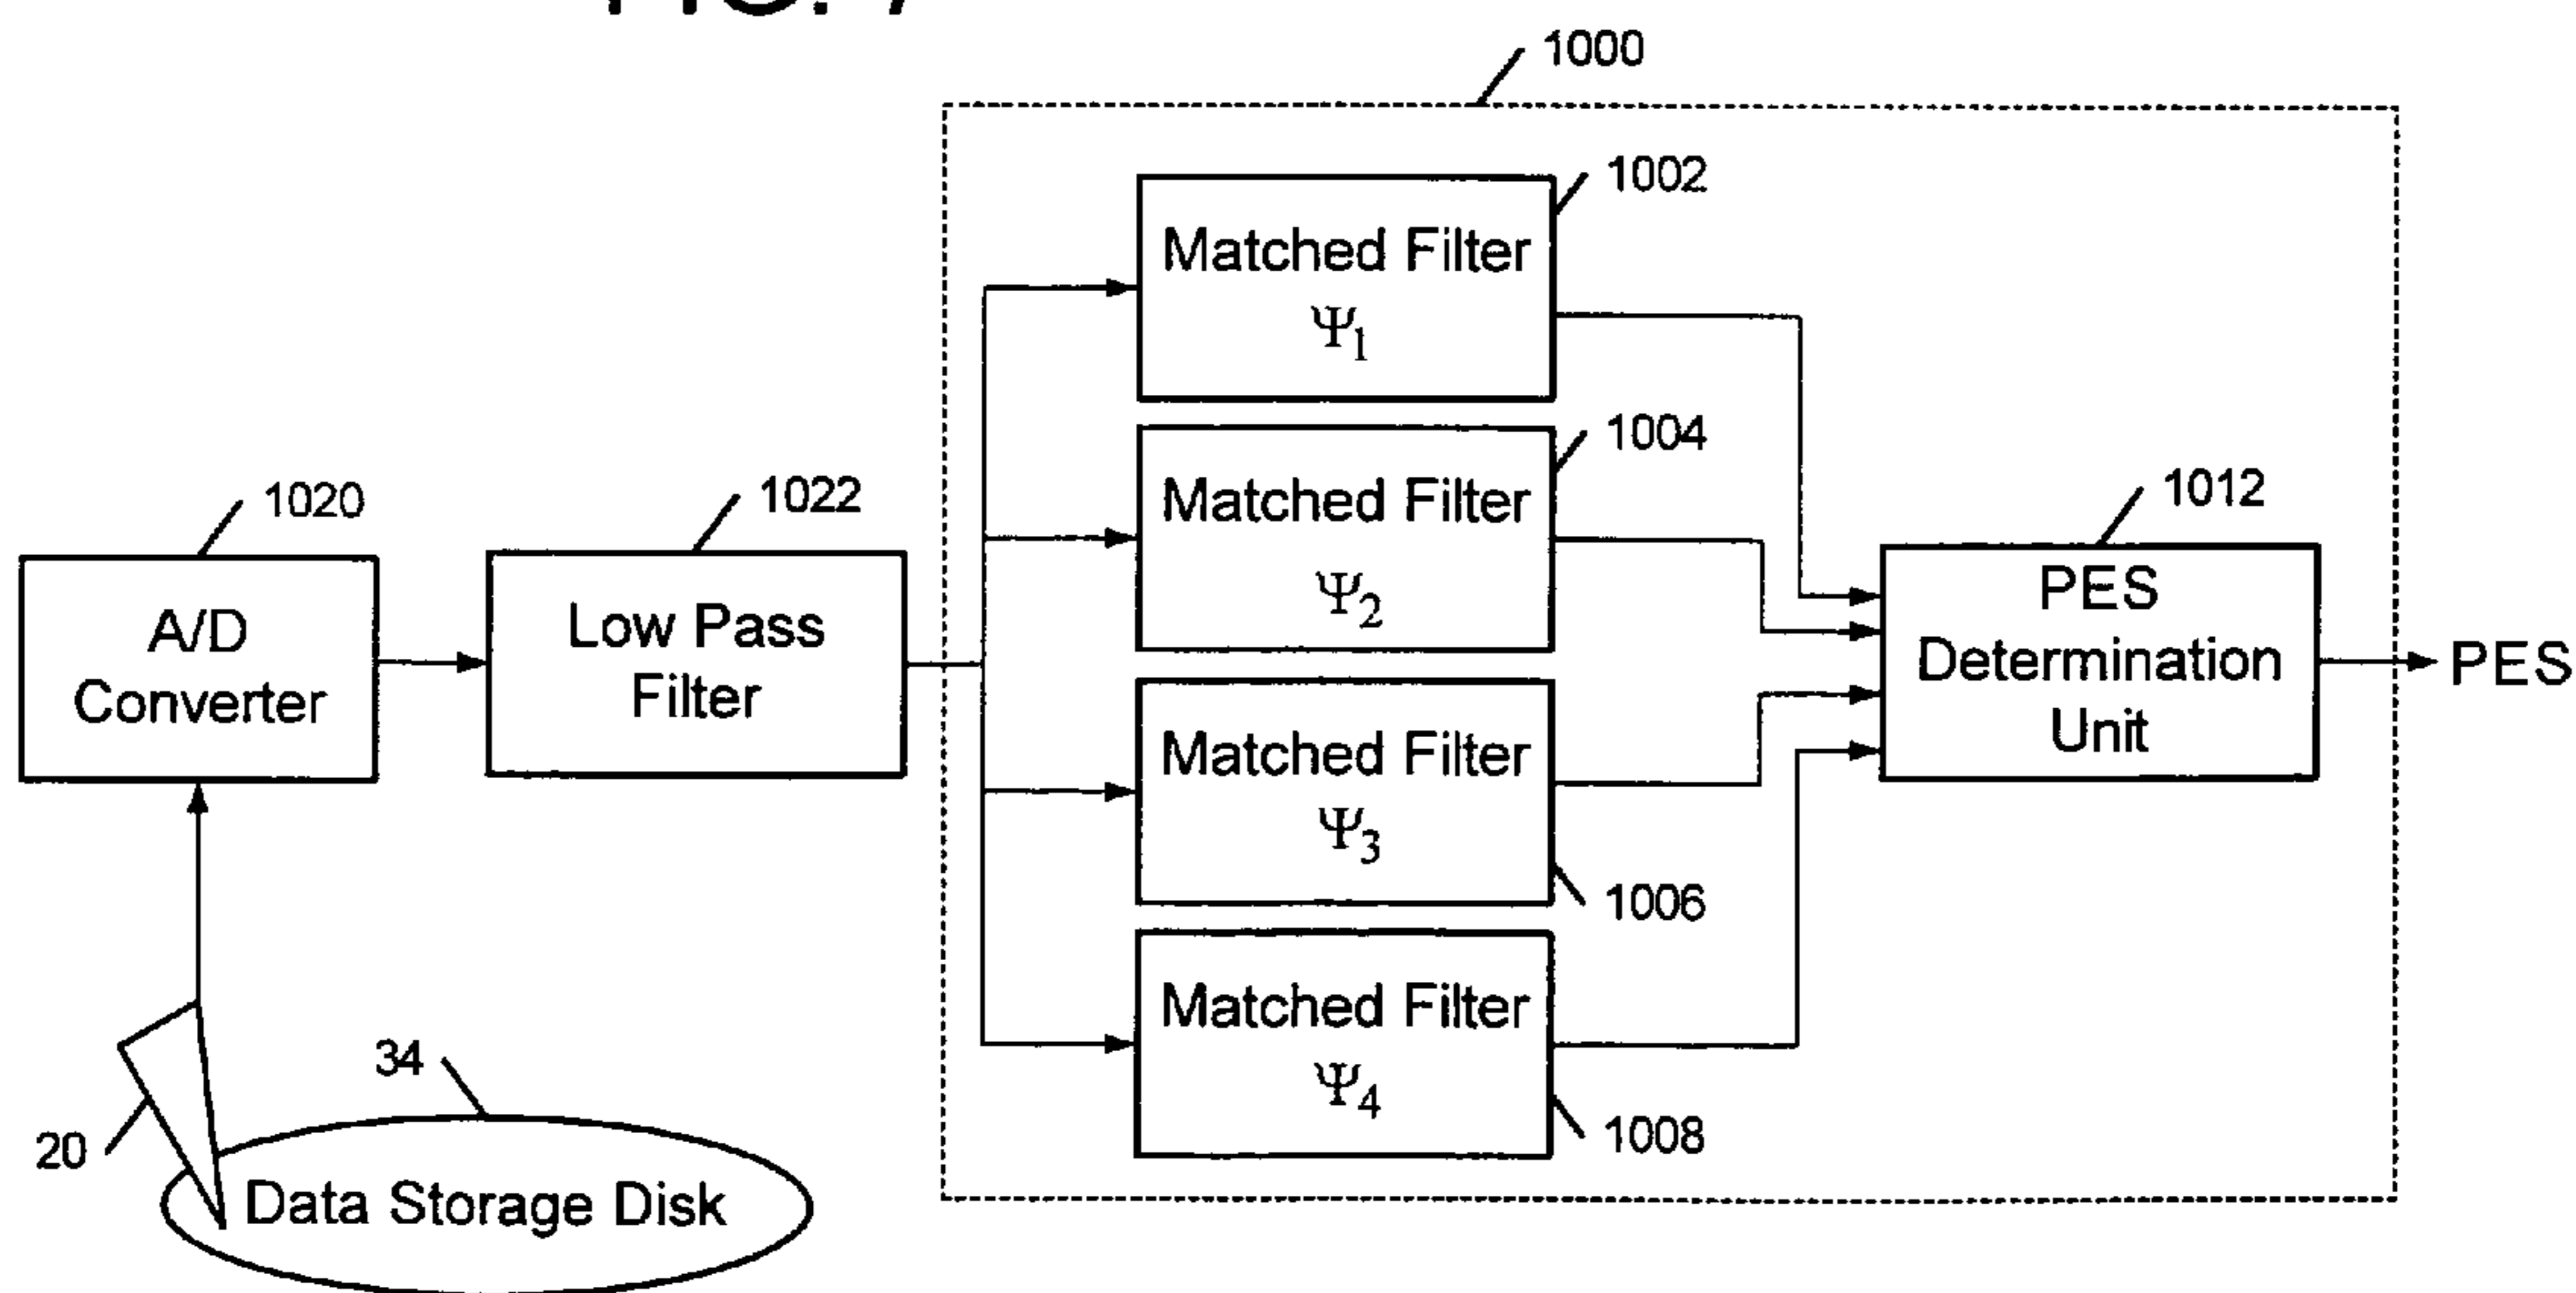 1000
1002
Matched Filter
Ψ1
1004
Matched Filter
Ψ2
1020
1022
1012
A/D
Converter
Low Pass
Filter
PES
Determination
Unit
PES
Matched Filter
Ψ3
1006
Matched Filter
Ψ4
1008
34
20
Data Storage Disk